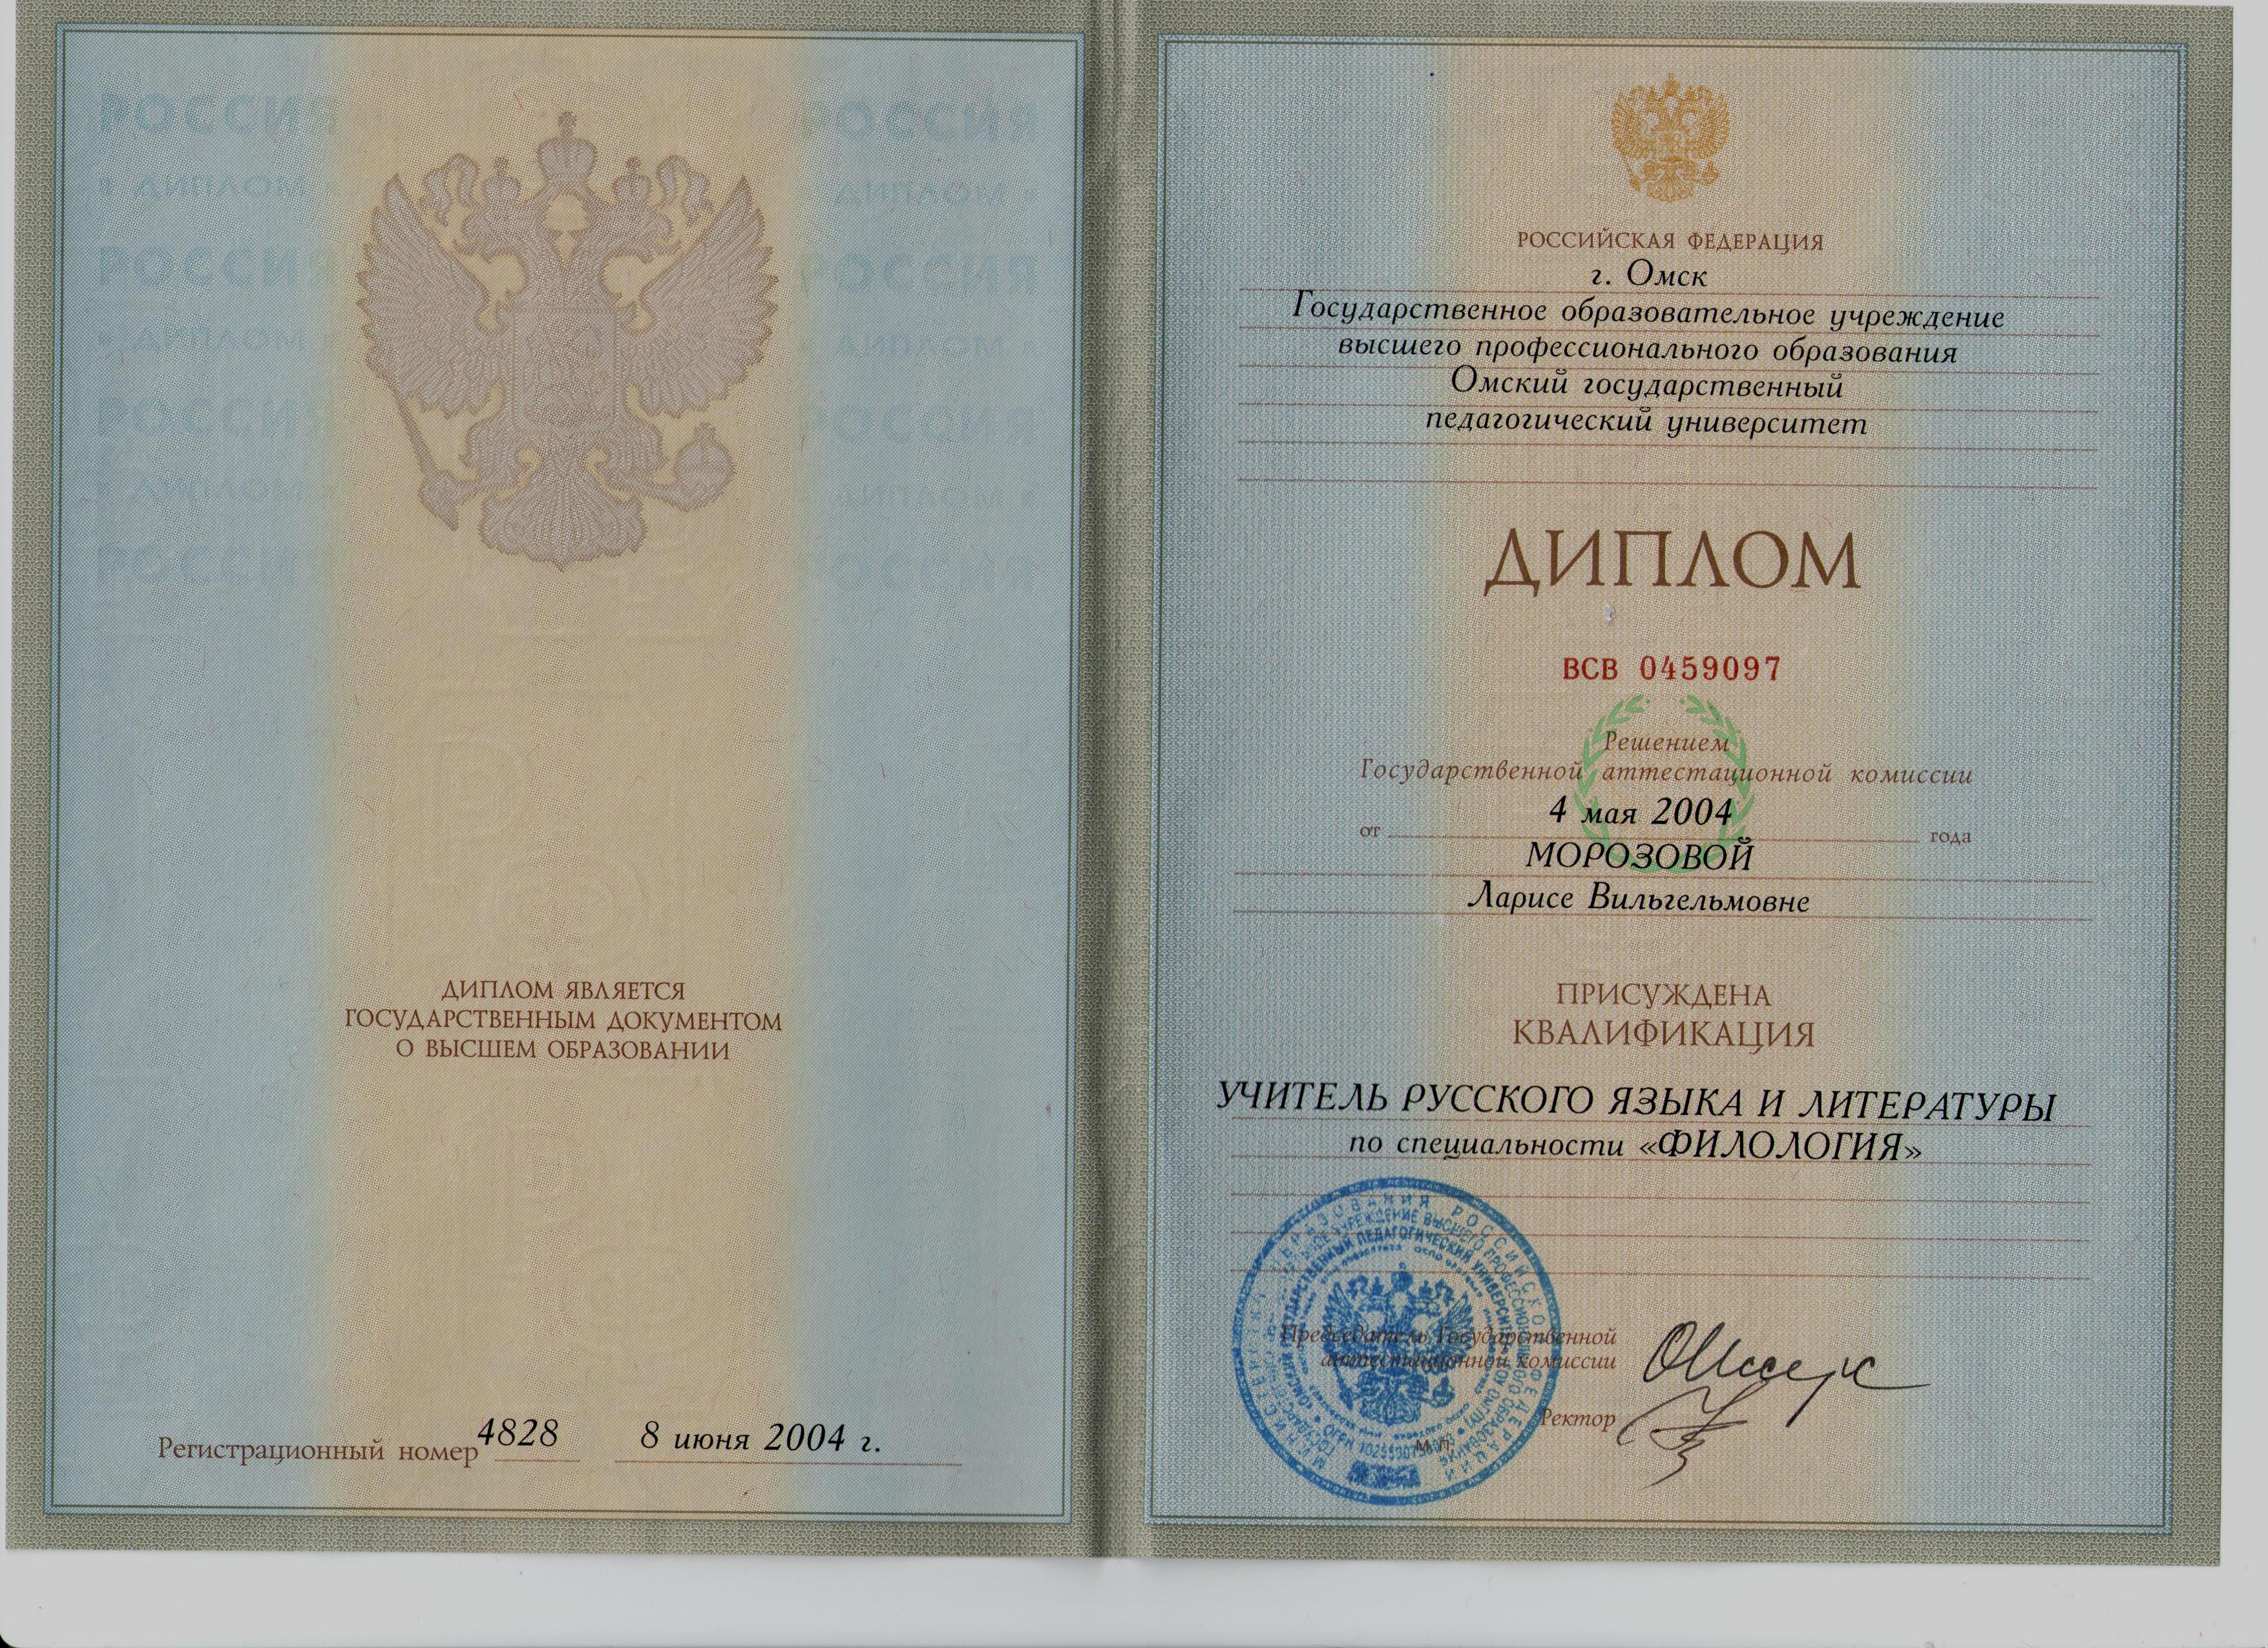 РОССИЯ РОССИЯ
ДИПЛОМ ДИПЛОМ
РОССИЯ РОССИЯ
ДИПЛОМ ДИПЛОМ
РОССИЯ РОССИЯ
ДИПЛОМ ДИПЛОМ
РОССИЯ РОССИЯ
ДИПЛОМ ЯВЛЯЕТСЯ
ГОСУДАРСТВЕННЫМ ДОКУМЕНТОМ
О ВЫСШЕМ ОБРАЗОВАНИИ
Регистрационный номер 4828 8 июня 2004 г.
РОССИЙСКАЯ ФЕДЕРАЦИЯ
г. Омск
Государственное образовательное учреждение
высшего профессионального образования
Омский государственный
педагогический университет
ДИПЛОМ
ВСВ 0459097
Решением
Государственной аттестационной комиссии
от 4 мая 2004 года
МОРОЗОВОЙ
Ларисе Вильгельмовне
ПРИСУЖДЕНА
КВАЛИФИКАЦИЯ
УЧИТЕЛЬ РУССКОГО ЯЗЫКА И ЛИТЕРАТУРЫ
по специальности «ФИЛОЛОГИЯ»
Председатель Государственной
аттестационной комиссии
Ректор
М.П.